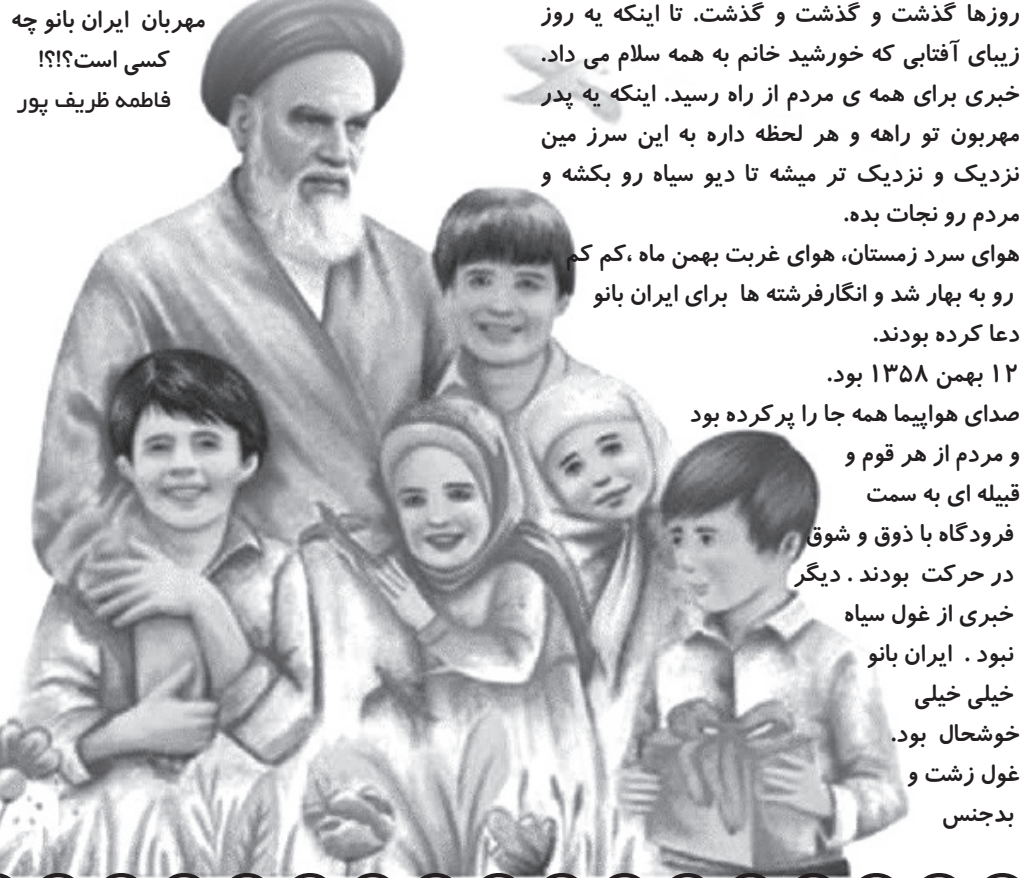 روزها گذشت و گذشت و گذشت. تا اینکه یه روز
زیبای آفتابی که خورشید خانم به همه سلام می داد.
خبری برای همه ی مردم از راه رسید. اینکه یه پدر
مهربون تو راهه و هر لحظه داره به این سرز مین
نزدیک و نزدیک تر میشه تا دیو سیاه رو بکشه و
مردم رو نجات بده.
هوای سرد زمستان، هوای غربت بهمن ماه ،کم کم
رو به بهار شد و انگارفرشته ها برای ایران بانو
دعا کرده بودند.
۱۲ بهمن ۱۳۵۸ بود.
صدای هواپیما همه جا را پرکرده بود
و مردم از هر قوم و
قبیله ای به سمت
فرودگاه با ذوق و شوق
در حرکت بودند . دیگر
خبری از غول سیاه
نبود . ایران بانو
خیلی خیلی
خوشحال بود.
غول زشت و
بدجنس
مهربان ایران بانو چه
کسی است؟!؟!
فاطمه ظریف پور